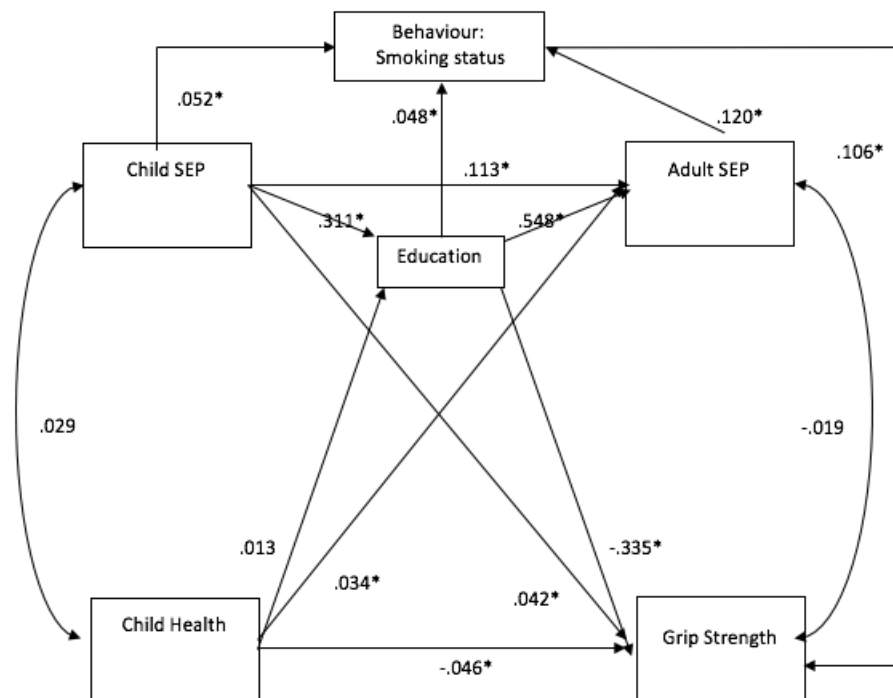 Behaviour:
Smoking status
.052*
.048*
.120*
.106*
Child SEP
.113*
Adult SEP
.311*
.548*
Education
.029
-.019
.013
.034*
.042*
-.335*
Child Health
-.046*
Grip Strength